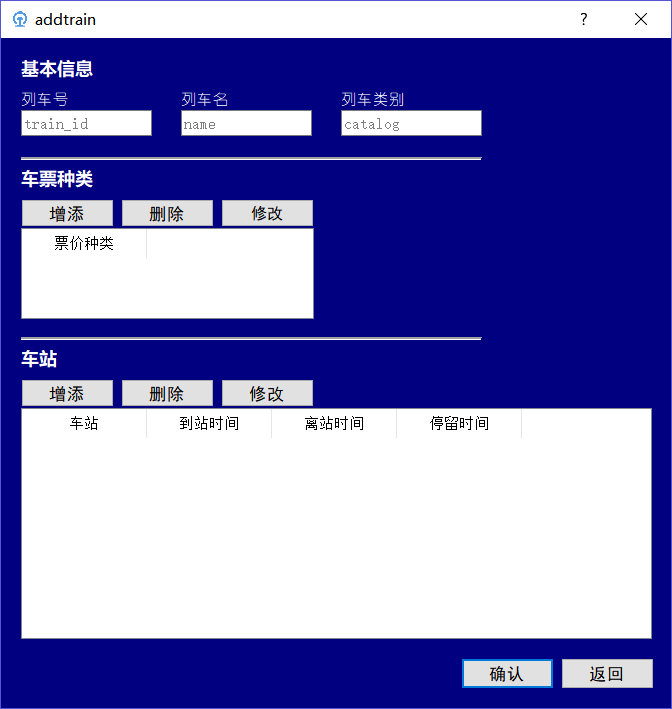 addtrain
基本信息
列车号 列车名 列车类别
train_id name catalog
车票种类
增添 删除 修改
票价种类
车站
增添 删除 修改
车站 到站时间 离站时间 停留时间
确认 返回